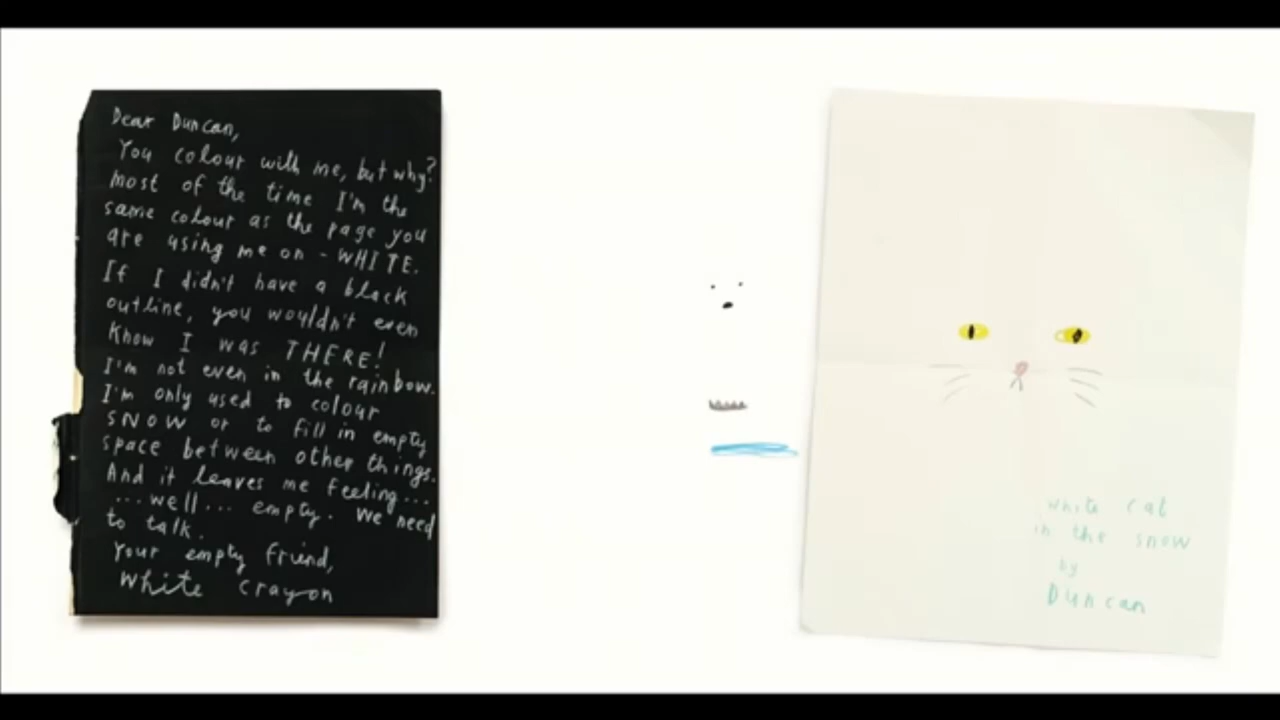 Dear Duncan,
You colour with me, but why?
Most of the time I'm the
same colour as the page you
are using me on - WHITE.
If I didn't have a black
outline, you wouldn't even
know I was THERE!
I'm not even in the rainbow.
I'm only used to colour
SNOW or to fill in empty
space between other things.
And it leaves me feeling...
...well... empty. We need
to talk.
Your empty friend,
White crayon
white cat
in the snow
by
Duncan